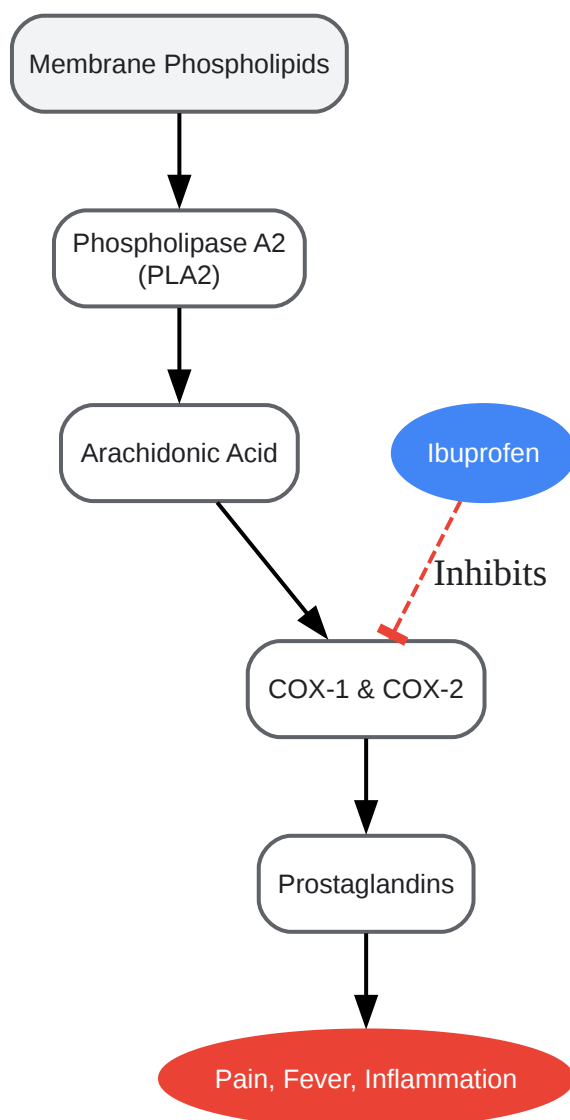 Membrane Phospholipids
Phospholipase A2
(PLA2)
Arachidonic Acid
Ibuprofen
Inhibits
COX-1 & COX-2
Prostaglandins
Pain, Fever, Inflammation